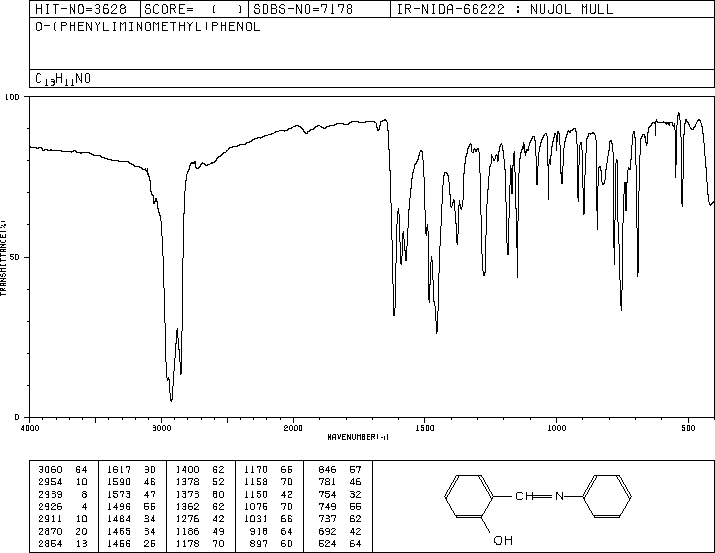 HIT-NO=3628 SCORE= ( ) SDBS-NO=7178 IR-NIDA-66222 : NUJOL MULL
O-(PHENYLIMINOMETHYL)PHENOL
C13H11NO
100
50
0
TRANSMITTANCE(%)
4000 3000 2000 1500 1000 500
WAVENUMBER(-1)
3060 64 1617 30 1400 62 1170 66 846 57
2954 10 1590 46 1378 52 1158 70 781 46
2939 8 1573 47 1373 60 1150 42 754 32
2926 4 1496 55 1362 62 1076 70 749 55
2911 10 1484 34 1276 42 1031 66 737 62
2870 20 1465 34 1186 49 918 64 692 42
2854 13 1456 25 1178 70 897 60 524 64
CH N
OH